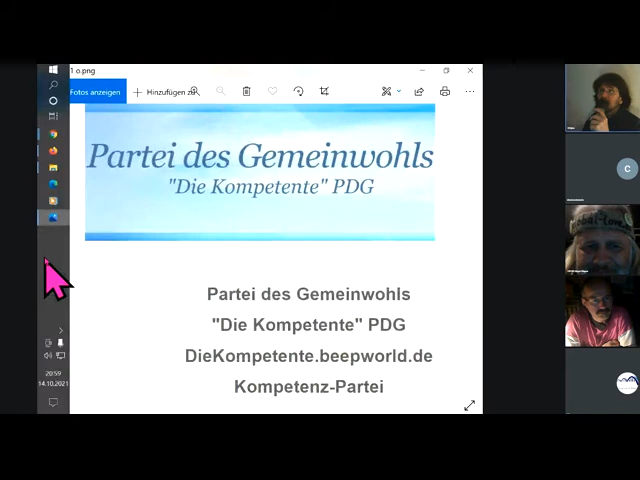 1 o.png
Fotos anzeigen
Hinzufügen zu
Partei des Gemeinwohls
"Die Kompetente" PDG
Partei des Gemeinwohls
"Die Kompetente" PDG
DieKompetente.beepworld.de
Kompetenz-Partei
20:59
14.10.2021
C